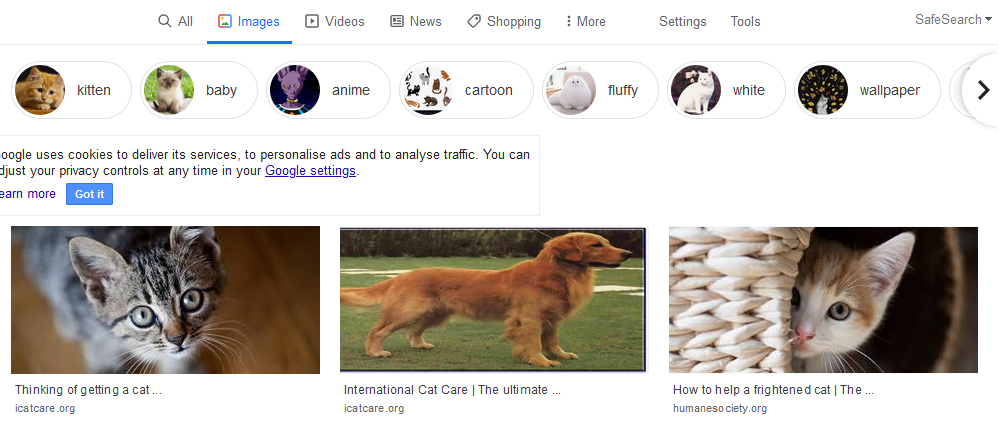 All
Images
Videos
News
Shopping
More
Settings
Tools
SafeSearch
kitten
baby
anime
cartoon
fluffy
white
wallpaper
oogle uses cookies to deliver its services, to personalise ads and to analyse traffic. You can
djust your privacy controls at any time in your Google settings.
earn more
Got it
Thinking of getting a cat ...
icatcare.org
International Cat Care | The ultimate ...
icatcare.org
How to help a frightened cat | The ...
humanesociety.org